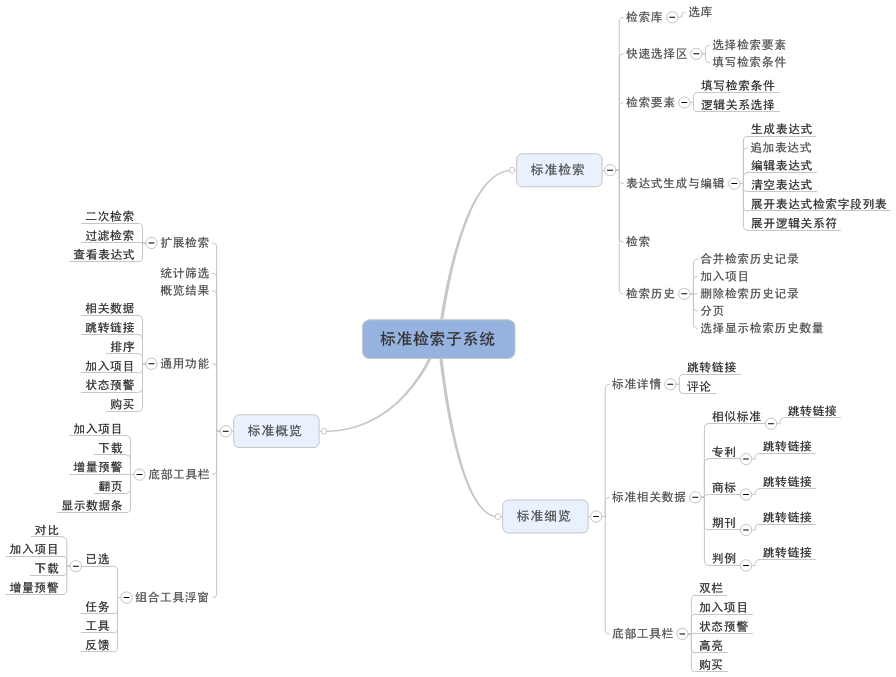 标准检索子系统
标准检索
检索库
选库
快速选择区
选择检索要素
填写检索条件
检索要素
填写检索条件
逻辑关系选择
表达式生成与编辑
生成表达式
追加表达式
编辑表达式
清空表达式
展开表达式检索字段列表
展开逻辑关系符
检索
检索历史
合并检索历史记录
加入项目
删除检索历史记录
分页
选择显示检索历史数量
标准细览
标准详情
跳转链接
评论
标准相关数据
相似标准
跳转链接
专利
跳转链接
商标
跳转链接
期刊
跳转链接
判例
跳转链接
底部工具栏
双栏
加入项目
状态预警
高亮
购买
标准概览
扩展检索
二次检索
过滤检索
查看表达式
统计筛选
概览结果
通用功能
相关数据
跳转链接
排序
加入项目
状态预警
购买
底部工具栏
加入项目
下载
增量预警
翻页
显示数据条
组合工具浮窗
已选
对比
加入项目
下载
增量预警
任务
工具
反馈